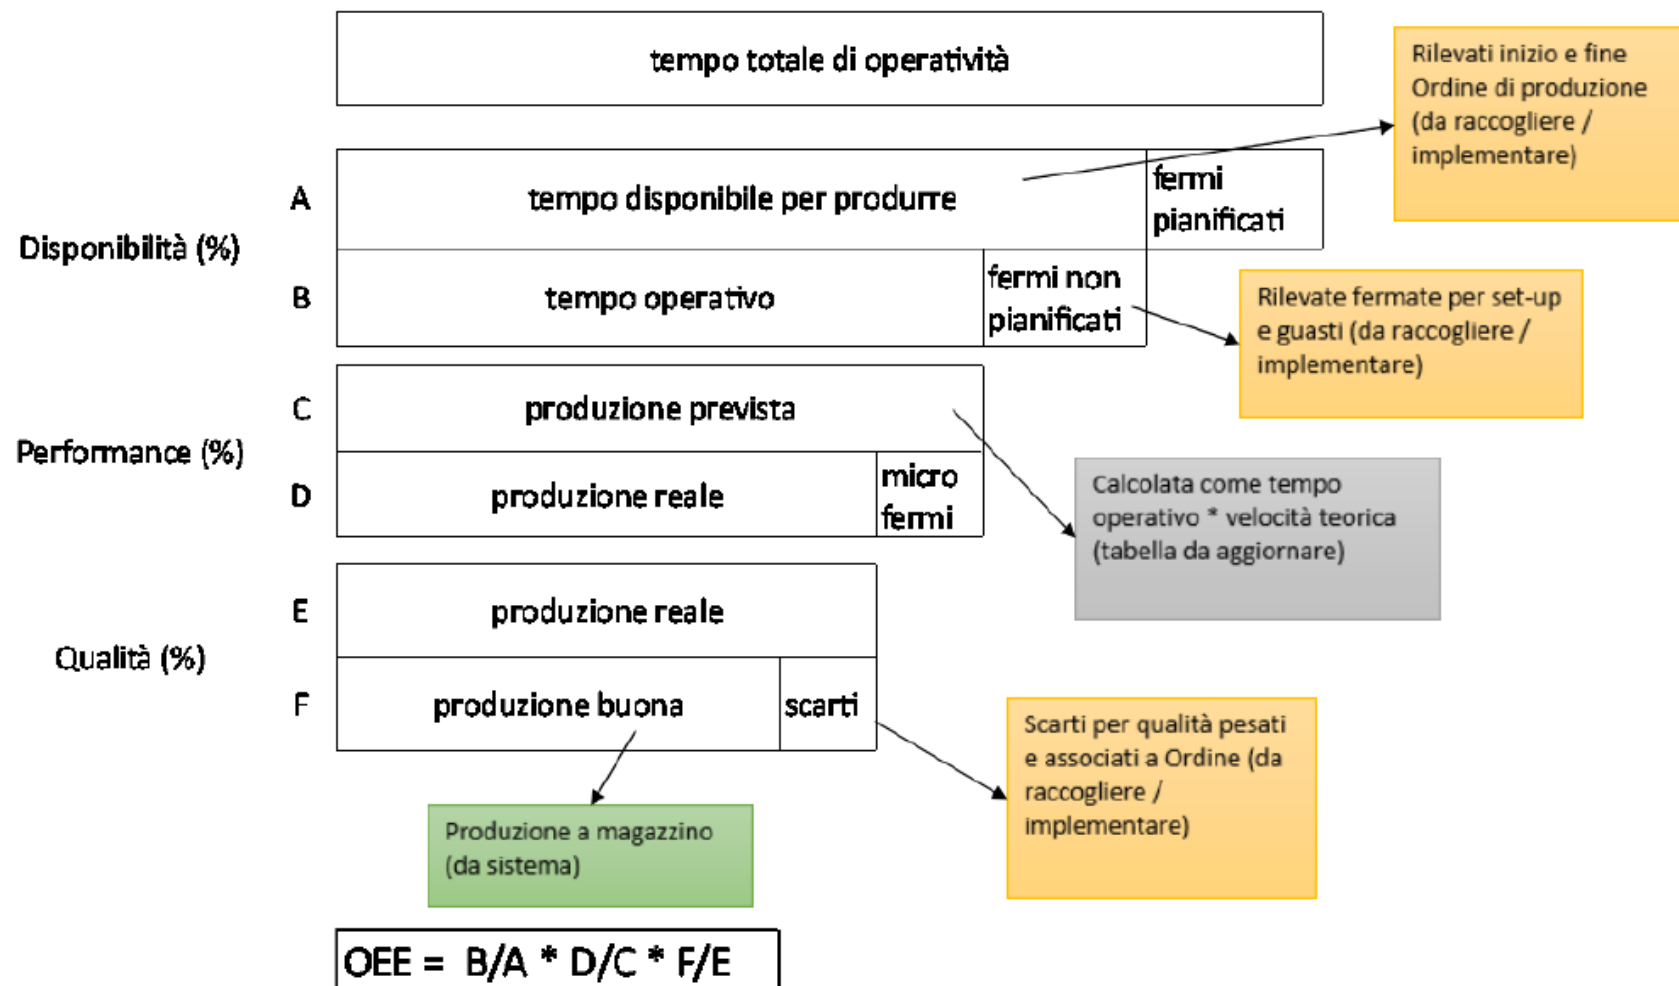 tempo totale di operatività
Rilevati inizio e fine
Ordine di produzione
(da raccogliere /
implementare)
A
tempo disponibile per produrre
fermi
pianificati
Disponibilità (%)
B
tempo operativo
fermi non
pianificati
Rilevate fermate per set-up
e guasti (da raccogliere /
implementare)
C
produzione prevista
Performance (%)
D
produzione reale
micro
fermi
Calcolata come tempo
operativo * velocità teorica
(tabella da aggiornare)
E
produzione reale
Qualità (%)
F
produzione buona
scarti
Scarti per qualità pesati
e associati a Ordine (da
raccogliere /
implementare)
Produzione a magazzino
(da sistema)
OEE = B/A * D/C * F/E